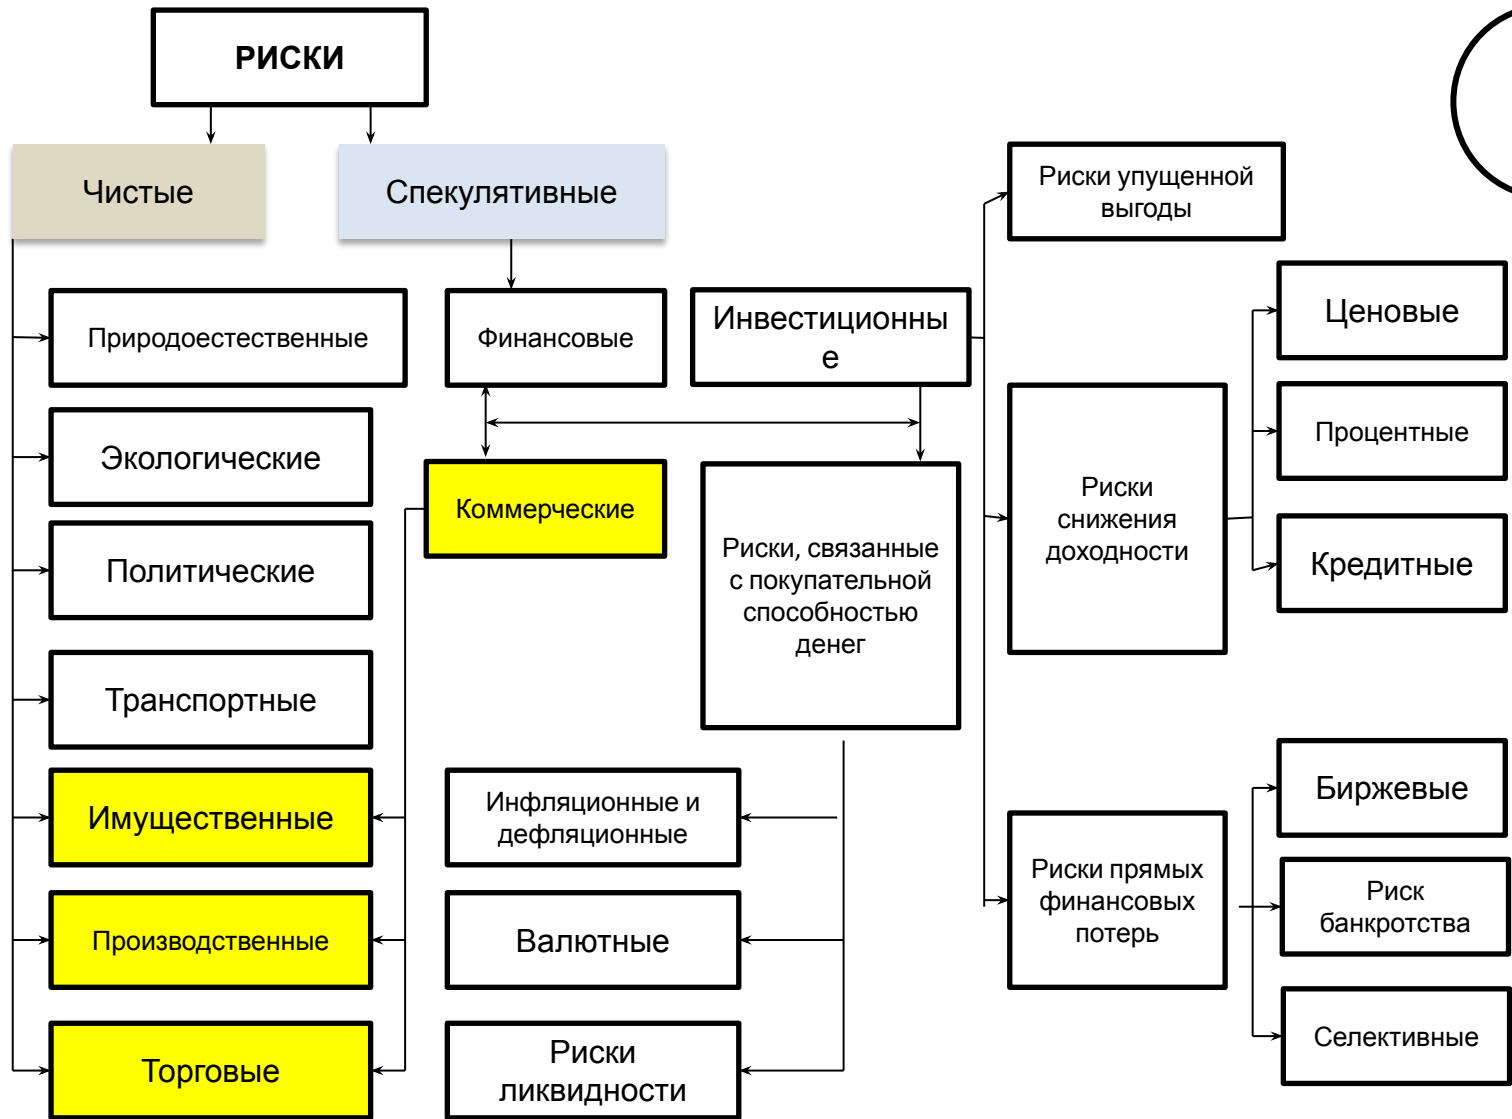 РИСКИ
Чистые
Спекулятивные
Риски упущенной
выгоды
Природоестественные
Финансовые
Инвестиционны
е
Ценовые
Экологические
Коммерческие
Риски, связанные
с покупательной
способностью
денег
Риски
снижения
доходности
Процентные
Политические
Кредитные
Транспортные
Имущественные
Инфляционные и
дефляционные
Биржевые
Производственные
Валютные
Риски прямых
финансовых
потерь
Риск
банкротства
Торговые
Риски
ликвидности
Селективные